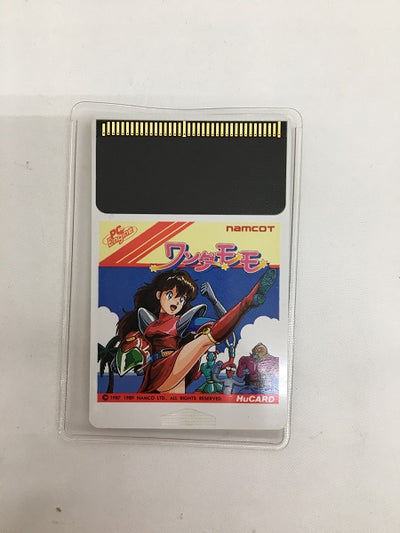 PC Engine
namcot
ワンダーモモ
© 1987 1989 NAMCO LTD., ALL RIGHTS RESERVED.
HuCARD